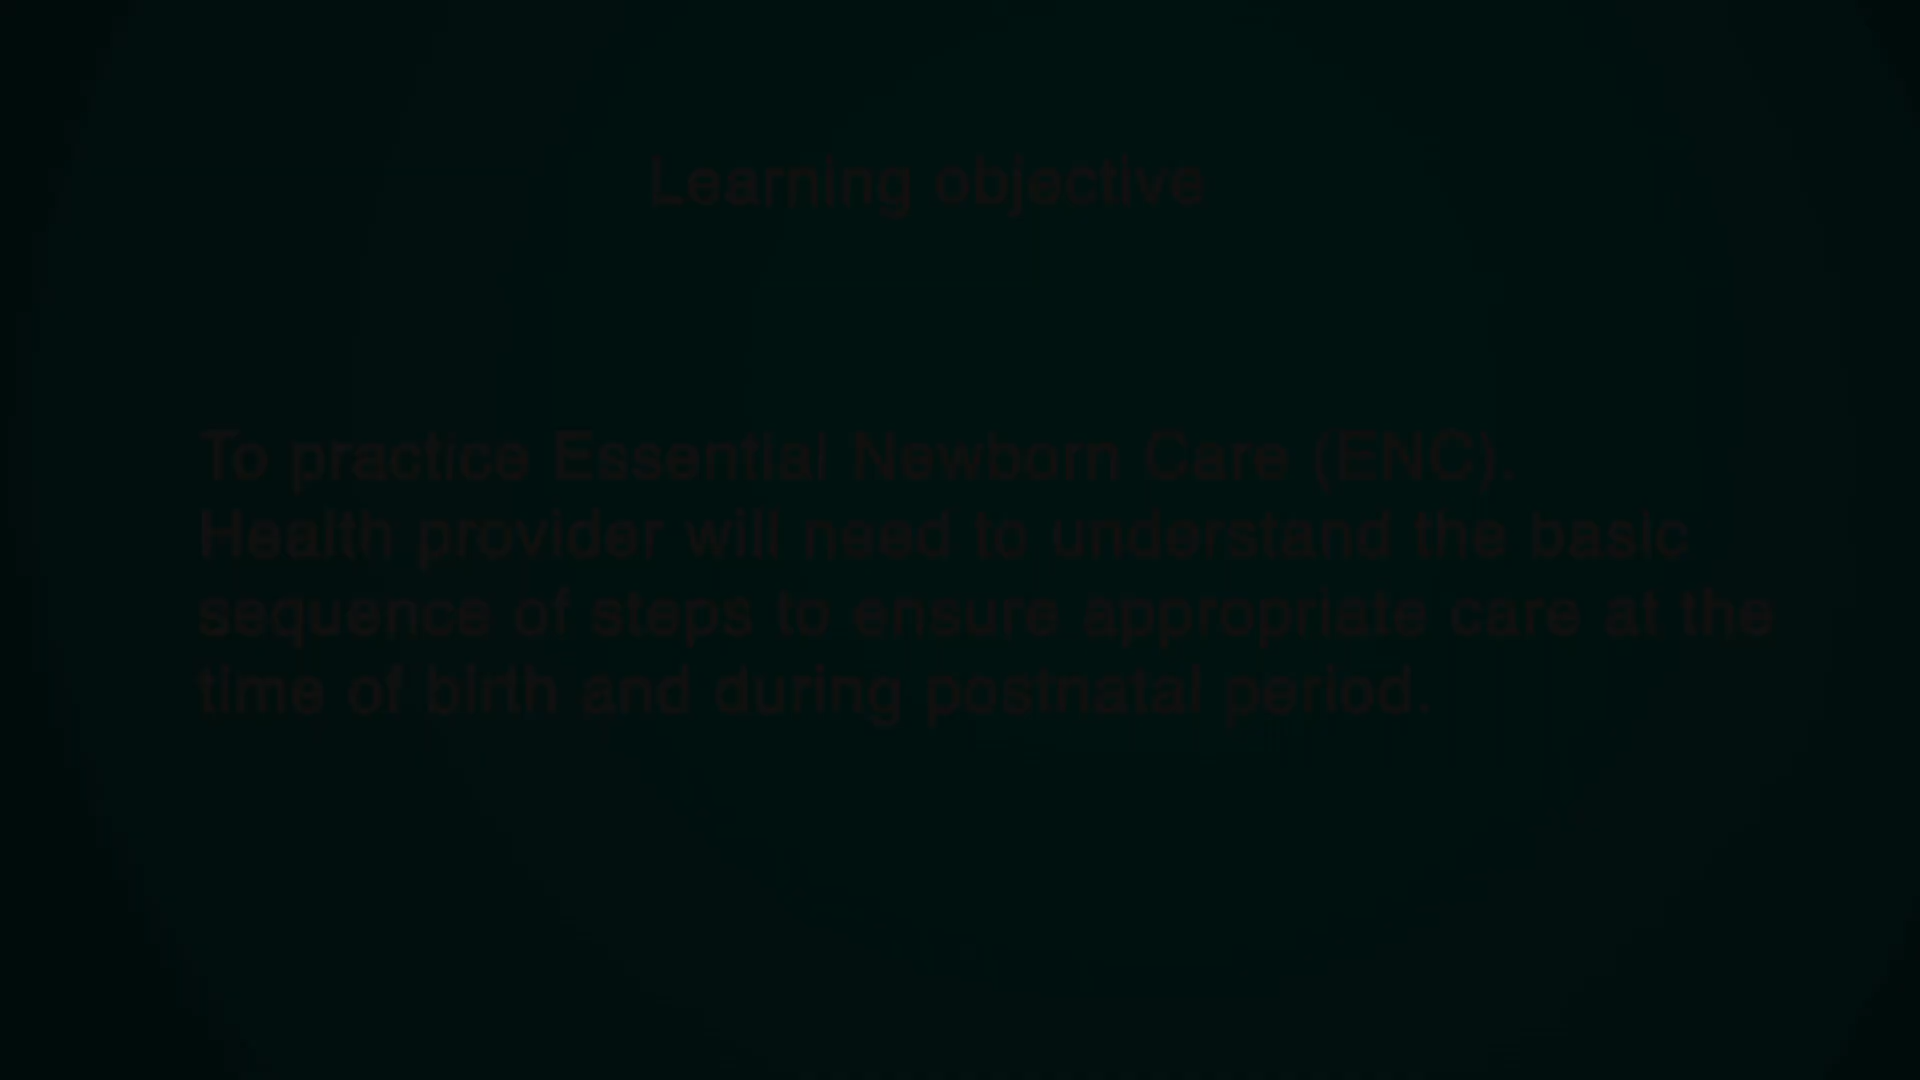 Learning objective
To practice Essential Newborn Care (ENC).
Health provider will need to understand the basic
sequence of steps to ensure appropriate care at the
time of birth and during postnatal period.